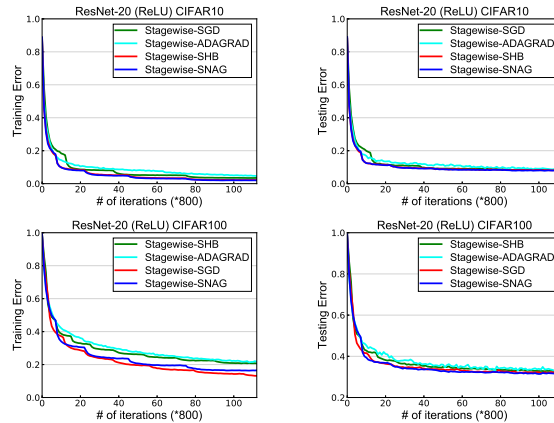 ResNet-20 (ReLU) CIFAR10
Training Error
1.0
0.8
0.6
0.4
0.2
0.0
0 20 40 60 80 100
# of iterations (*800)
Stagewise-SGD
Stagewise-ADAGRAD
Stagewise-SHB
Stagewise-SNAG
ResNet-20 (ReLU) CIFAR10
Testing Error
1.0
0.8
0.6
0.4
0.2
0.0
0 20 40 60 80 100
# of iterations (*800)
Stagewise-SGD
Stagewise-ADAGRAD
Stagewise-SHB
Stagewise-SNAG
ResNet-20 (ReLU) CIFAR100
Training Error
1.0
0.8
0.6
0.4
0.2
0.0
0 20 40 60 80 100
# of iterations (*800)
Stagewise-SHB
Stagewise-ADAGRAD
Stagewise-SGD
Stagewise-SNAG
ResNet-20 (ReLU) CIFAR100
Testing Error
1.0
0.8
0.6
0.4
0.2
0 20 40 60 80 100
# of iterations (*800)
Stagewise-SHB
Stagewise-ADAGRAD
Stagewise-SGD
Stagewise-SNAG